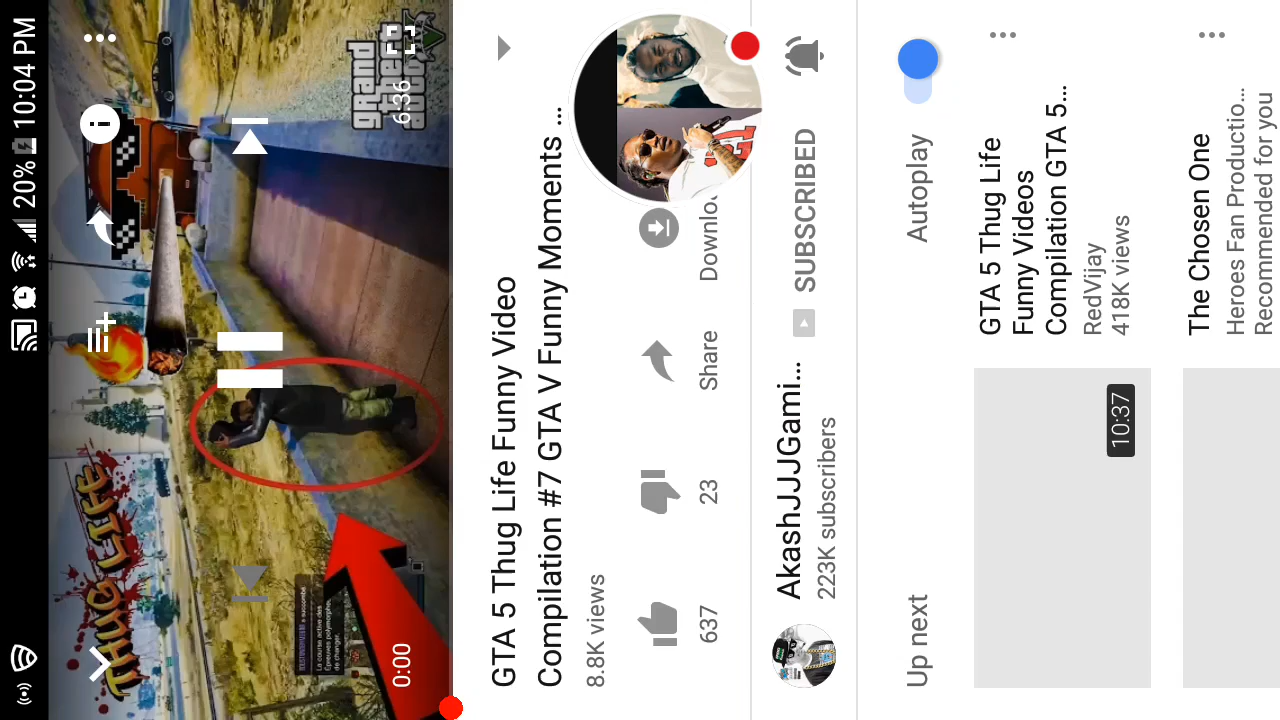 20% 10:04 PM
THUG LIFE
grand
theft
auto
0:00
6:36
GTA 5 Thug Life Funny Video
Compilation #7 GTA V Funny Moments ...
8.8K views
637
23
Share
Downlo
AkashJJJGami...
223K subscribers
SUBSCRIBED
Up next
Autoplay
10:37
GTA 5 Thug Life
Funny Videos
Compilation GTA 5...
RedVijay
418K views
The Chosen One
Heroes Fan Productio...
Recommended for you